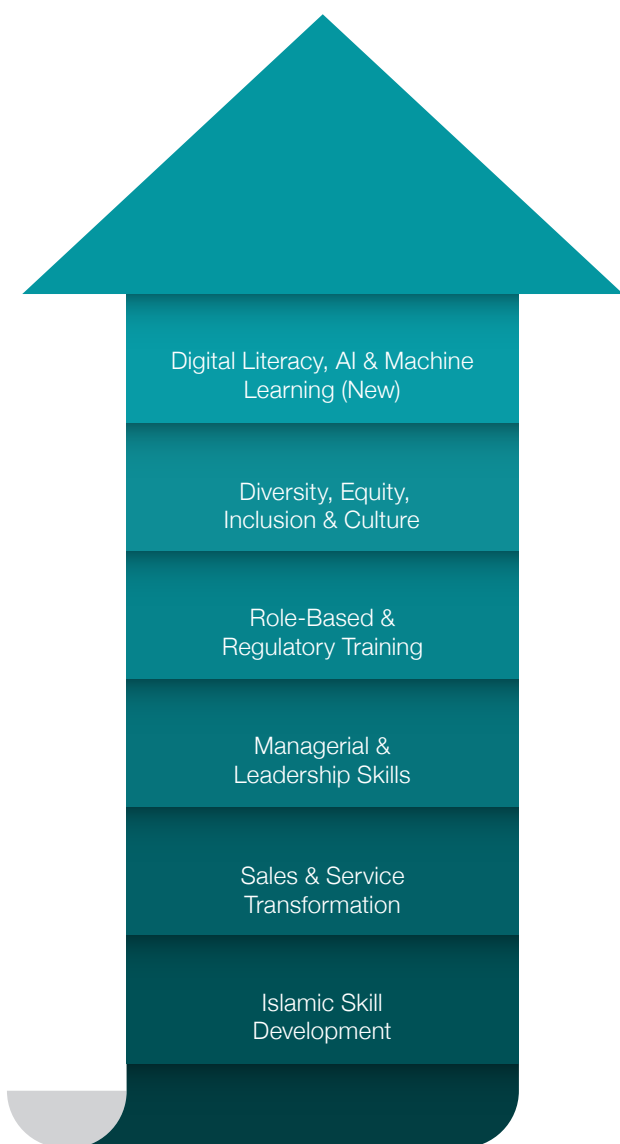 Digital Literacy, AI & Machine
Learning (New)
Diversity, Equity,
Inclusion & Culture
Role-Based &
Regulatory Training
Managerial &
Leadership Skills
Sales & Service
Transformation
Islamic Skill
Development